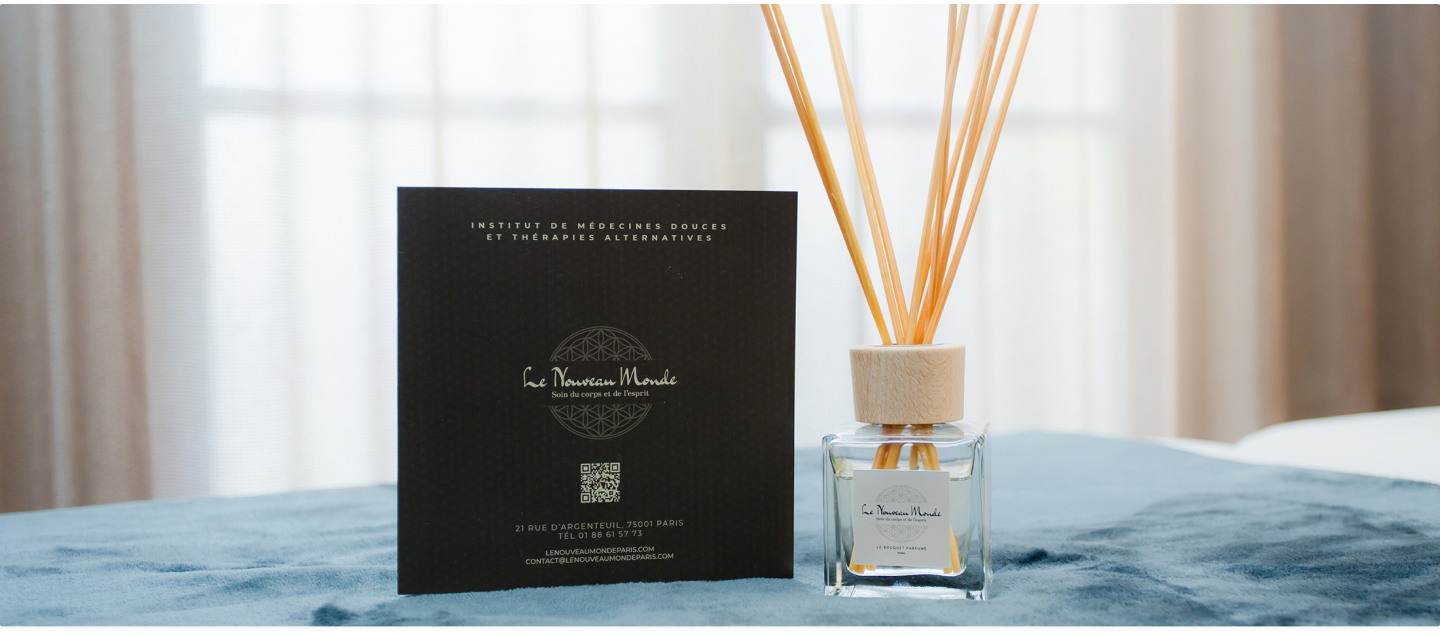 INSTITUT DE MÉDECINES DOUCES
ET THÉRAPIES ALTERNATIVES
Le Nouveau Monde
Soin du corps et de l'esprit
21 RUE D'ARGENTEUIL, 75001 PARIS
TÉL 01 88 61 57 73
LENOUVEAUMONDEPARIS.COM
CONTACT@LENOUVEAUMONDEPARIS.COM
Le Nouveau Monde
Soin du corps et de l'esprit
LE BOUQUET PARFUMÉ